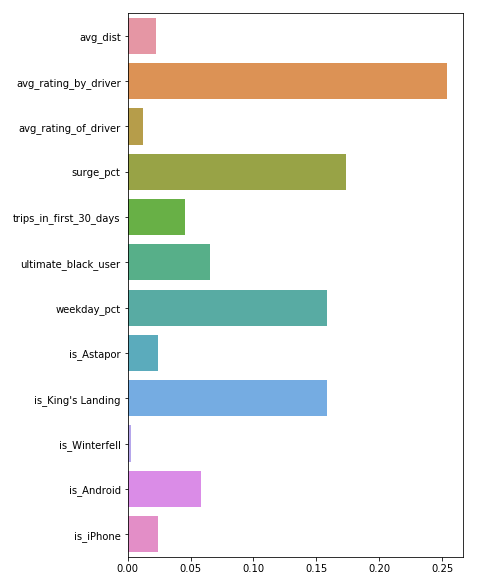 avg_dist
avg_rating_by_driver
avg_rating_of_driver
surge_pct
trips_in_first_30_days
ultimate_black_user
weekday_pct
is_Astapor
is_King's Landing
is_Winterfell
is_Android
is_iPhone
0.00 0.05 0.10 0.15 0.20 0.25